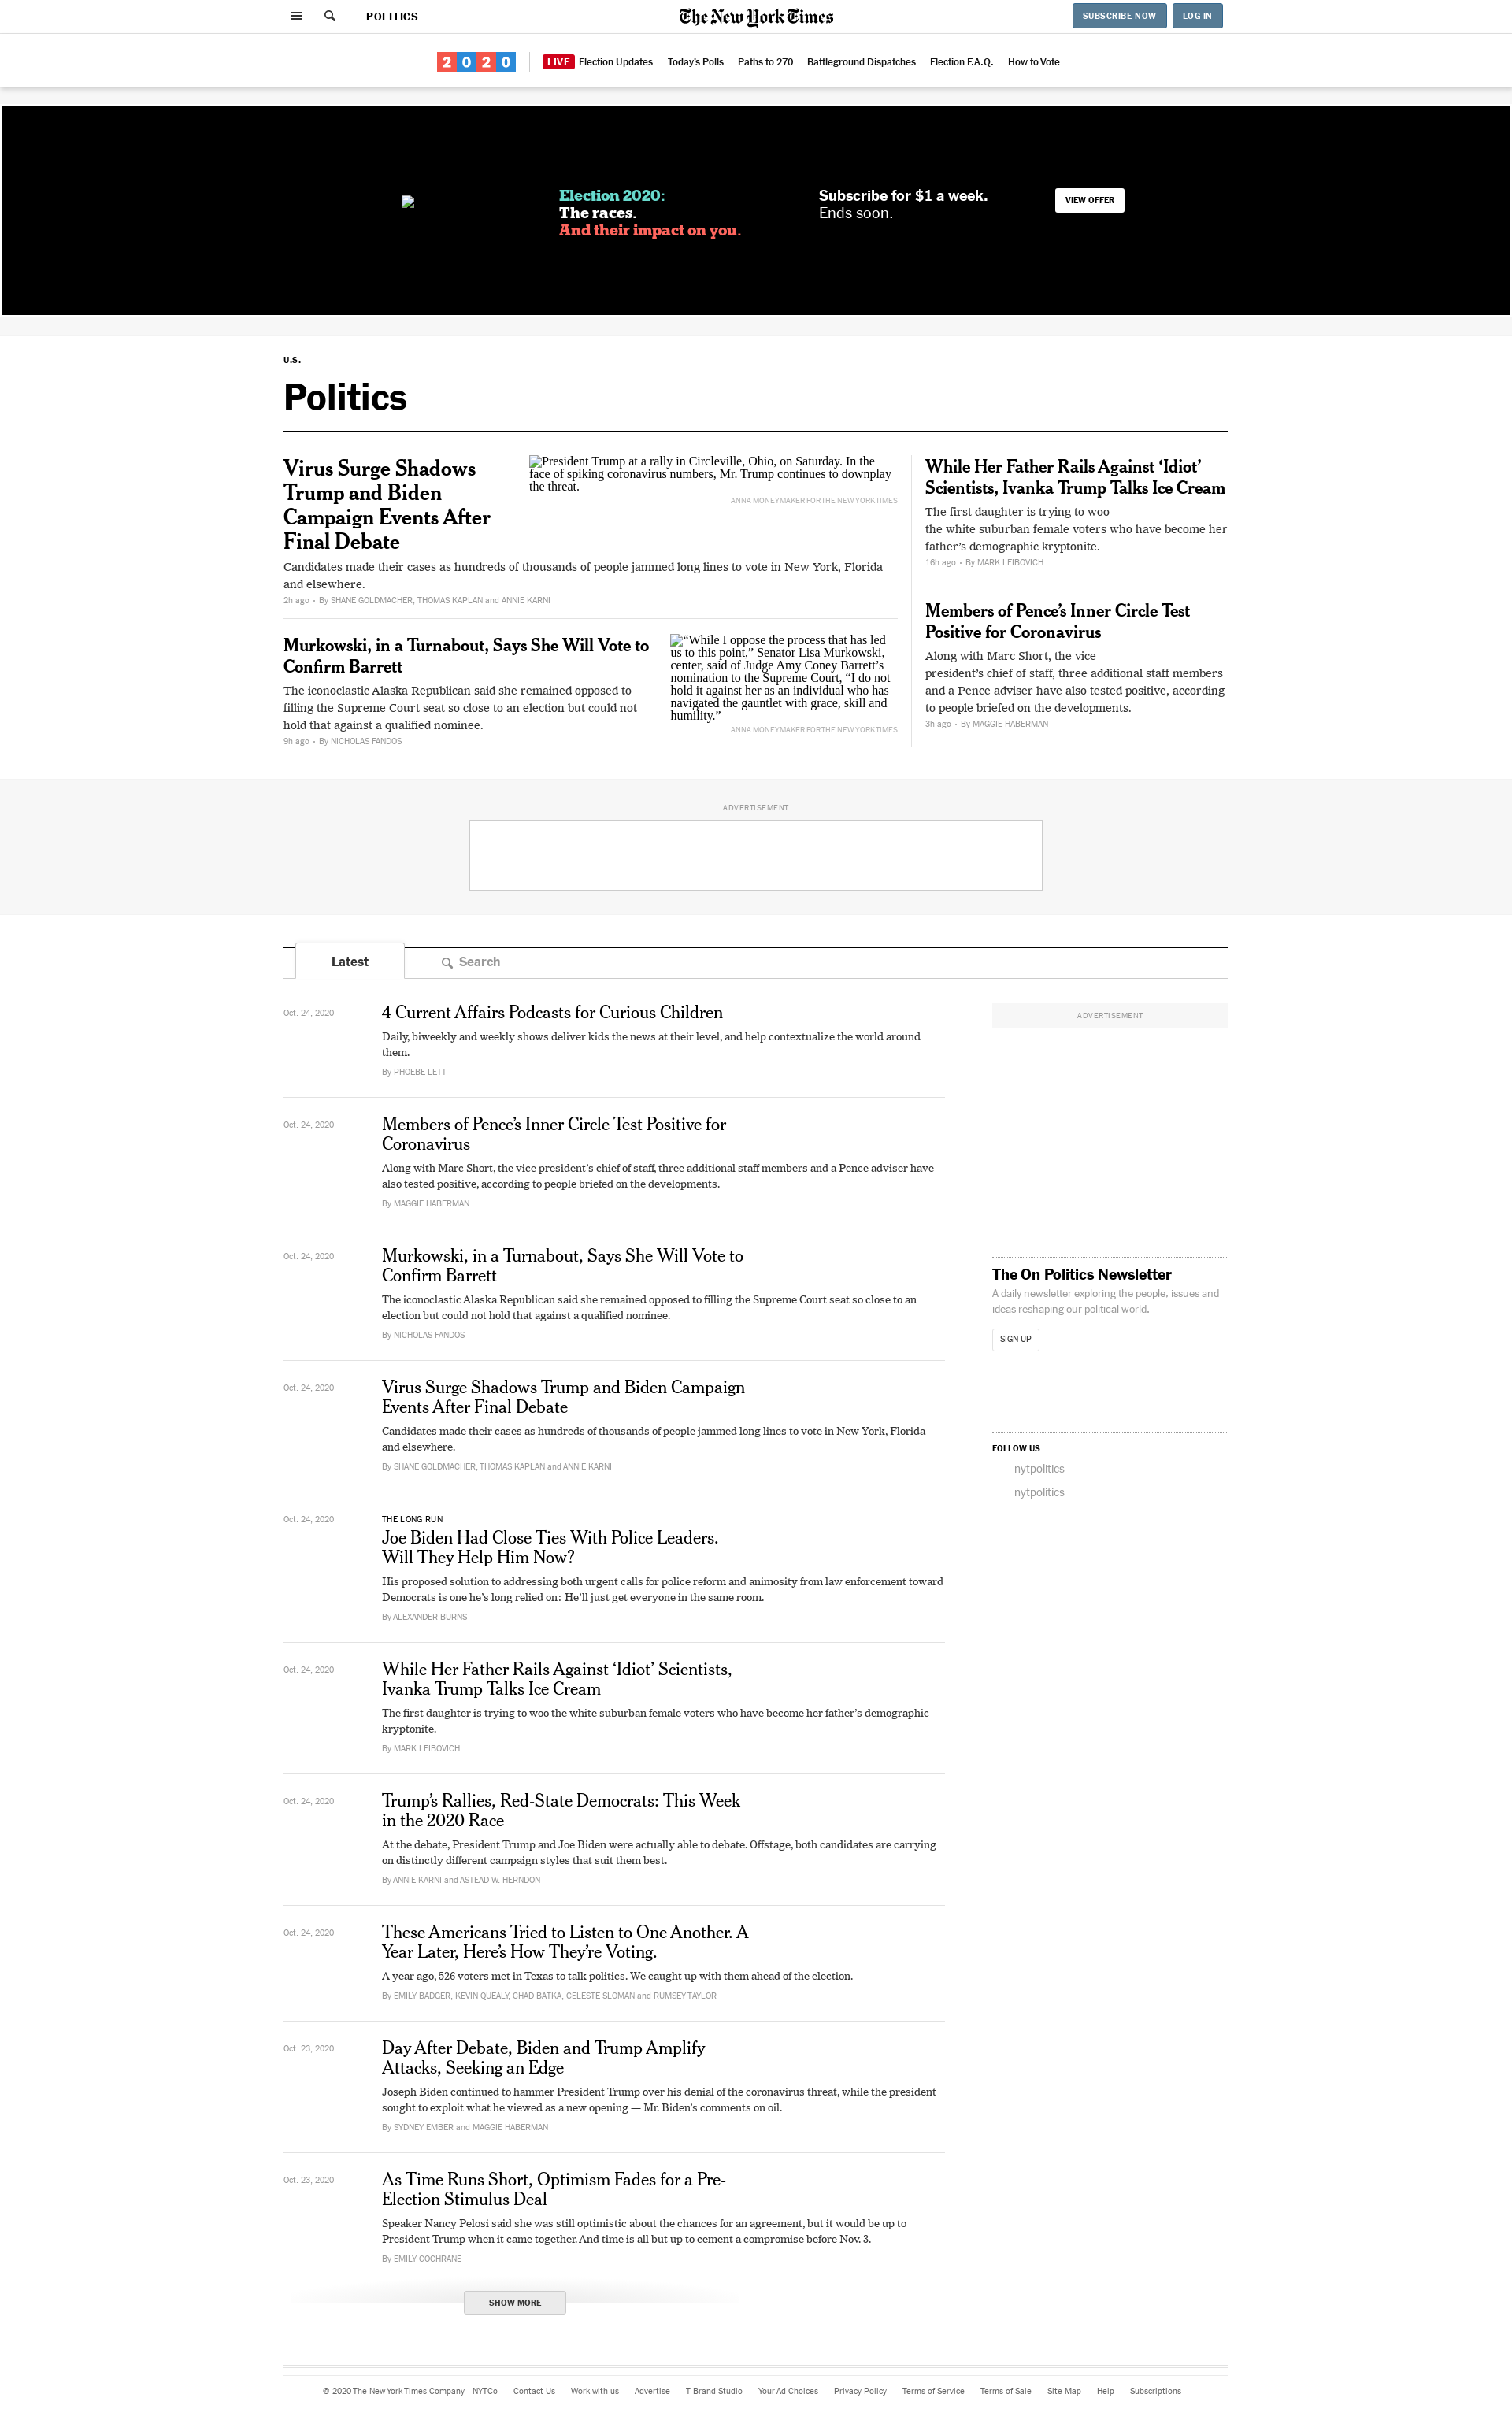 POLITICS
The New York Times
SUBSCRIBE NOW
LOG IN
2020
LIVE Election Updates
Today's Polls
Paths to 270
Battleground Dispatches
Election F.A.Q.
How to Vote
Election 2020:
The races.
And their impact on you.
Subscribe for $1 a week.
Ends soon.
VIEW OFFER
U.S.
Politics
Virus Surge Shadows
Trump and Biden
Campaign Events After
Final Debate
President Trump at a rally in Circleville, Ohio, on Saturday. In the
face of spiking coronavirus numbers, Mr. Trump continues to downplay
the threat.
ANNA MONEYMAKER FOR THE NEW YORK TIMES
Candidates made their cases as hundreds of thousands of people jammed long lines to vote in New York, Florida
and elsewhere.
2h ago • By SHANE GOLDMACHER, THOMAS KAPLAN and ANNIE KARNI
Murkowski, in a Turnabout, Says She Will Vote to
Confirm Barrett
The iconoclastic Alaska Republican said she remained opposed to
filling the Supreme Court seat so close to an election but could not
hold that against a qualified nominee.
9h ago • By NICHOLAS FANDOS
“While I oppose the process that has led
us to this point,” Senator Lisa Murkowski,
center, said of Judge Amy Coney Barrett’s
nomination to the Supreme Court, “I do not
hold it against her as an individual who has
navigated the gauntlet with grace, skill and
humility.”
ANNA MONEYMAKER FOR THE NEW YORK TIMES
While Her Father Rails Against ‘Idiot’
Scientists, Ivanka Trump Talks Ice Cream
The first daughter is trying to woo
the white suburban female voters who have become her
father’s demographic kryptonite.
16h ago • By MARK LEIBOVICH
Members of Pence’s Inner Circle Test
Positive for Coronavirus
Along with Marc Short, the vice
president’s chief of staff, three additional staff members
and a Pence adviser have also tested positive, according
to people briefed on the developments.
3h ago • By MAGGIE HABERMAN
ADVERTISEMENT
Latest
Search
Oct. 24, 2020
4 Current Affairs Podcasts for Curious Children
Daily, biweekly and weekly shows deliver kids the news at their level, and help contextualize the world around
them.
By PHOEBE LETT
Oct. 24, 2020
Members of Pence’s Inner Circle Test Positive for
Coronavirus
Along with Marc Short, the vice president’s chief of staff, three additional staff members and a Pence adviser have
also tested positive, according to people briefed on the developments.
By MAGGIE HABERMAN
Oct. 24, 2020
Murkowski, in a Turnabout, Says She Will Vote to
Confirm Barrett
The iconoclastic Alaska Republican said she remained opposed to filling the Supreme Court seat so close to an
election but could not hold that against a qualified nominee.
By NICHOLAS FANDOS
Oct. 24, 2020
Virus Surge Shadows Trump and Biden Campaign
Events After Final Debate
Candidates made their cases as hundreds of thousands of people jammed long lines to vote in New York, Florida
and elsewhere.
By SHANE GOLDMACHER, THOMAS KAPLAN and ANNIE KARNI
Oct. 24, 2020
THE LONG RUN
Joe Biden Had Close Ties With Police Leaders.
Will They Help Him Now?
His proposed solution to addressing both urgent calls for police reform and animosity from law enforcement toward
Democrats is one he’s long relied on: He’ll just get everyone in the same room.
By ALEXANDER BURNS
Oct. 24, 2020
While Her Father Rails Against ‘Idiot’ Scientists,
Ivanka Trump Talks Ice Cream
The first daughter is trying to woo the white suburban female voters who have become her father’s demographic
kryptonite.
By MARK LEIBOVICH
Oct. 24, 2020
Trump’s Rallies, Red-State Democrats: This Week
in the 2020 Race
At the debate, President Trump and Joe Biden were actually able to debate. Offstage, both candidates are carrying
on distinctly different campaign styles that suit them best.
By ANNIE KARNI and ASTEAD W. HERNDON
Oct. 24, 2020
These Americans Tried to Listen to One Another. A
Year Later, Here’s How They’re Voting.
A year ago, 526 voters met in Texas to talk politics. We caught up with them ahead of the election.
By EMILY BADGER, KEVIN QUEALY, CHAD BATKA, CELESTE SLOMAN and RUMSEY TAYLOR
Oct. 23, 2020
Day After Debate, Biden and Trump Amplify
Attacks, Seeking an Edge
Joseph Biden continued to hammer President Trump over his denial of the coronavirus threat, while the president
sought to exploit what he viewed as a new opening — Mr. Biden’s comments on oil.
By SYDNEY EMBER and MAGGIE HABERMAN
Oct. 23, 2020
As Time Runs Short, Optimism Fades for a Pre-
Election Stimulus Deal
Speaker Nancy Pelosi said she was still optimistic about the chances for an agreement, but it would be up to
President Trump when it came together. And time is all but up to cement a compromise before Nov. 3.
By EMILY COCHRANE
SHOW MORE
ADVERTISEMENT
The On Politics Newsletter
A daily newsletter exploring the people, issues and
ideas reshaping our political world.
SIGN UP
FOLLOW US
nytpolitics
nytpolitics
© 2020 The New York Times Company
NYTCo
Contact Us
Work with us
Advertise
T Brand Studio
Your Ad Choices
Privacy Policy
Terms of Service
Terms of Sale
Site Map
Help
Subscriptions